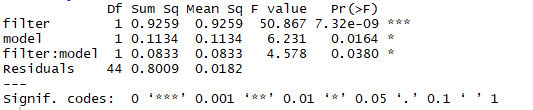 Df Sum Sq Mean Sq F value Pr(>F)
filter 1 0.9259 0.9259 50.867 7.32e-09 ***
model 1 0.1134 0.1134 6.231 0.0164 *
filter:model 1 0.0833 0.0833 4.578 0.0380 *
Residuals 44 0.8009 0.0182
---
Signif. codes: 0 ‘***’ 0.001 ‘**’ 0.01 ‘*’ 0.05 ‘.’ 0.1 ‘ ’ 1